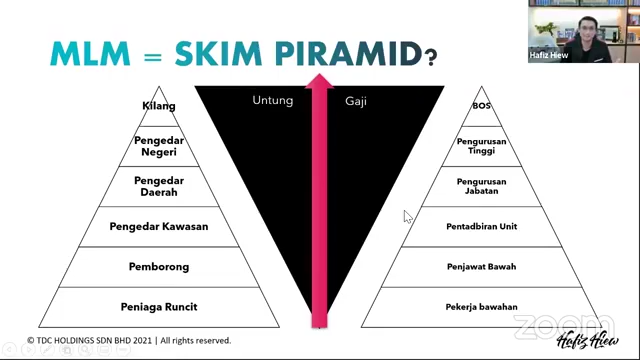 MLM = SKIM PIRAMID?
Hafiz Hiew
Kilang
Pengedar
Negeri
Pengedar
Daerah
Pengedar Kawasan
Pemborong
Peniaga Runcit
Untung
Gaji
BOS
Pengurusan
Tinggi
Pengurusan
Jabatan
Pentadbiran Unit
Penjawat Bawah
Pekerja bawahan
zoom
© TDC HOLDINGS SDN BHD 2021 | All rights reserved.
Hafiz Hiew